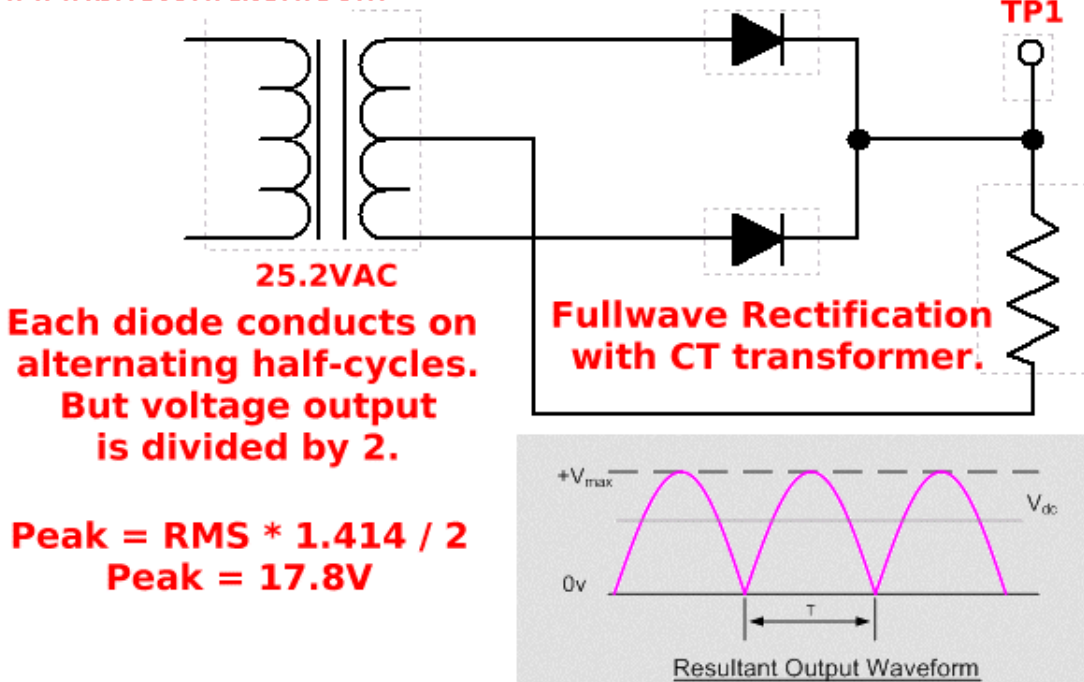 TP1
25.2VAC
Each diode conducts on
alternating half-cycles.
But voltage output
is divided by 2.
Peak = RMS * 1.414 / 2
Peak = 17.8V
Fullwave Rectification
with CT transformer.
+Vmax
Vdc
0v
T
Resultant Output Waveform